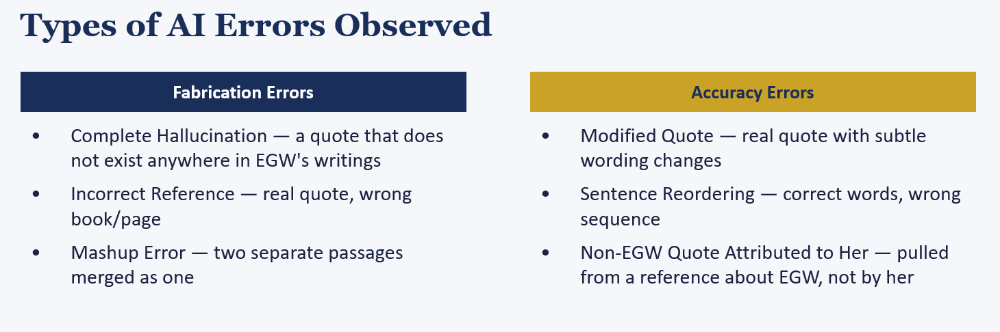 Types of AI Errors Observed
Fabrication Errors
• Complete Hallucination — a quote that does
not exist anywhere in EGW's writings
• Incorrect Reference — real quote, wrong
book/page
• Mashup Error — two separate passages
merged as one
Accuracy Errors
• Modified Quote — real quote with subtle
wording changes
• Sentence Reordering — correct words, wrong
sequence
• Non-EGW Quote Attributed to Her — pulled
from a reference about EGW, not by her